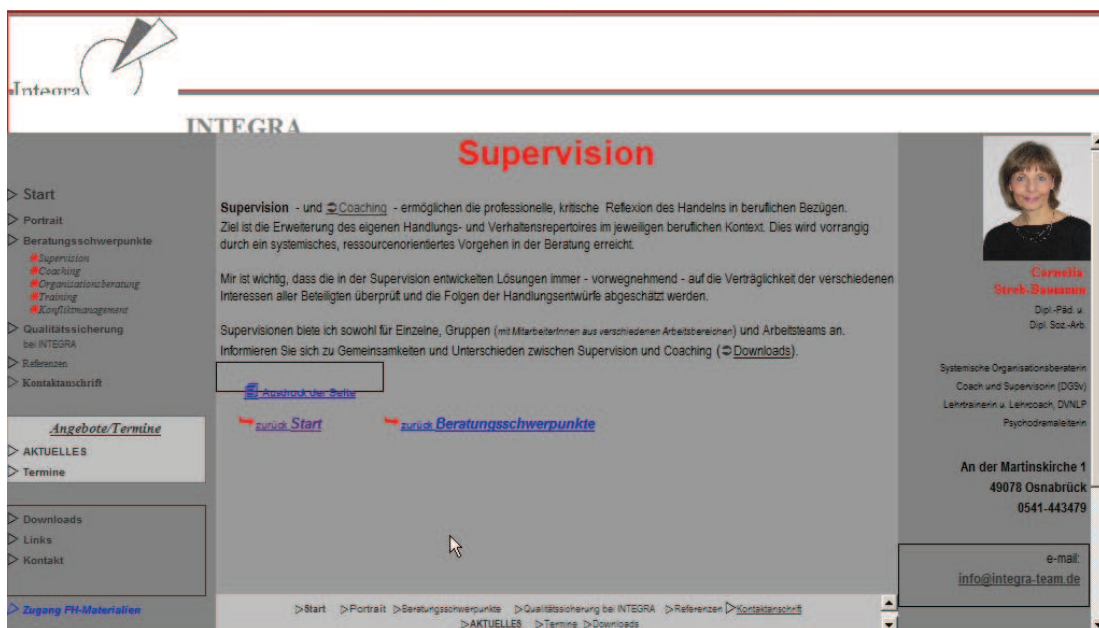 Integra
INTEGRA
Start
Portrait
Beratungsschwerpunkte
Supervision
Coaching
Organisationsberatung
Training
Konfliktmanagement
Qualitätssicherung
bei INTEGRA
Referenzen
Kontaktanschrift
Angebote/Termine
AKTUELLES
Termine
Downloads
Links
Kontakt
Zugang FH-Materialien
Supervision
Supervision - und Coaching - ermöglichen die professionelle, kritische Reflexion des Handelns in beruflichen Bezügen.
Ziel ist die Erweiterung des eigenen Handlungs- und Verhaltensrepertoires im jeweiligen beruflichen Kontext. Dies wird vorrangig
durch ein systemisches, ressourcenorientiertes Vorgehen in der Beratung erreicht.
Mir ist wichtig, dass die in der Supervision entwickelten Lösungen immer - vorwegnehmend - auf die Verträglichkeit der verschiedenen
Interessen aller Beteiligten überprüft und die Folgen der Handlungsentwürfe abgeschätzt werden.
Supervisionen biete ich sowohl für Einzelne, Gruppen (mit MitarbeiterInnen aus verschiedenen Arbeitsbereichen) und Arbeitsteams an.
Informieren Sie sich zu Gemeinsamkeiten und Unterschieden zwischen Supervision und Coaching (Downloads).
Ausdruck der Seite
zurück Start zurück Beratungsschwerpunkte
Start Portrait Beratungsschwerpunkte Qualitätssicherung bei INTEGRA Referenzen Kontaktanschrift
AKTUELLES Termine Downloads
Cornelia
Streb-Baumann
Dipl.-Päd. u.
Dipl. Soz.-Arb.
Systemische Organisationsberaterin
Coach und Supervisorin (DGSv)
Lehrtrainerin u. Lehrcoach, DVNLP
Psychodramaleiterin
An der Martinskirche 1
49078 Osnabrück
0541-443479
e-mail:
info@integra-team.de